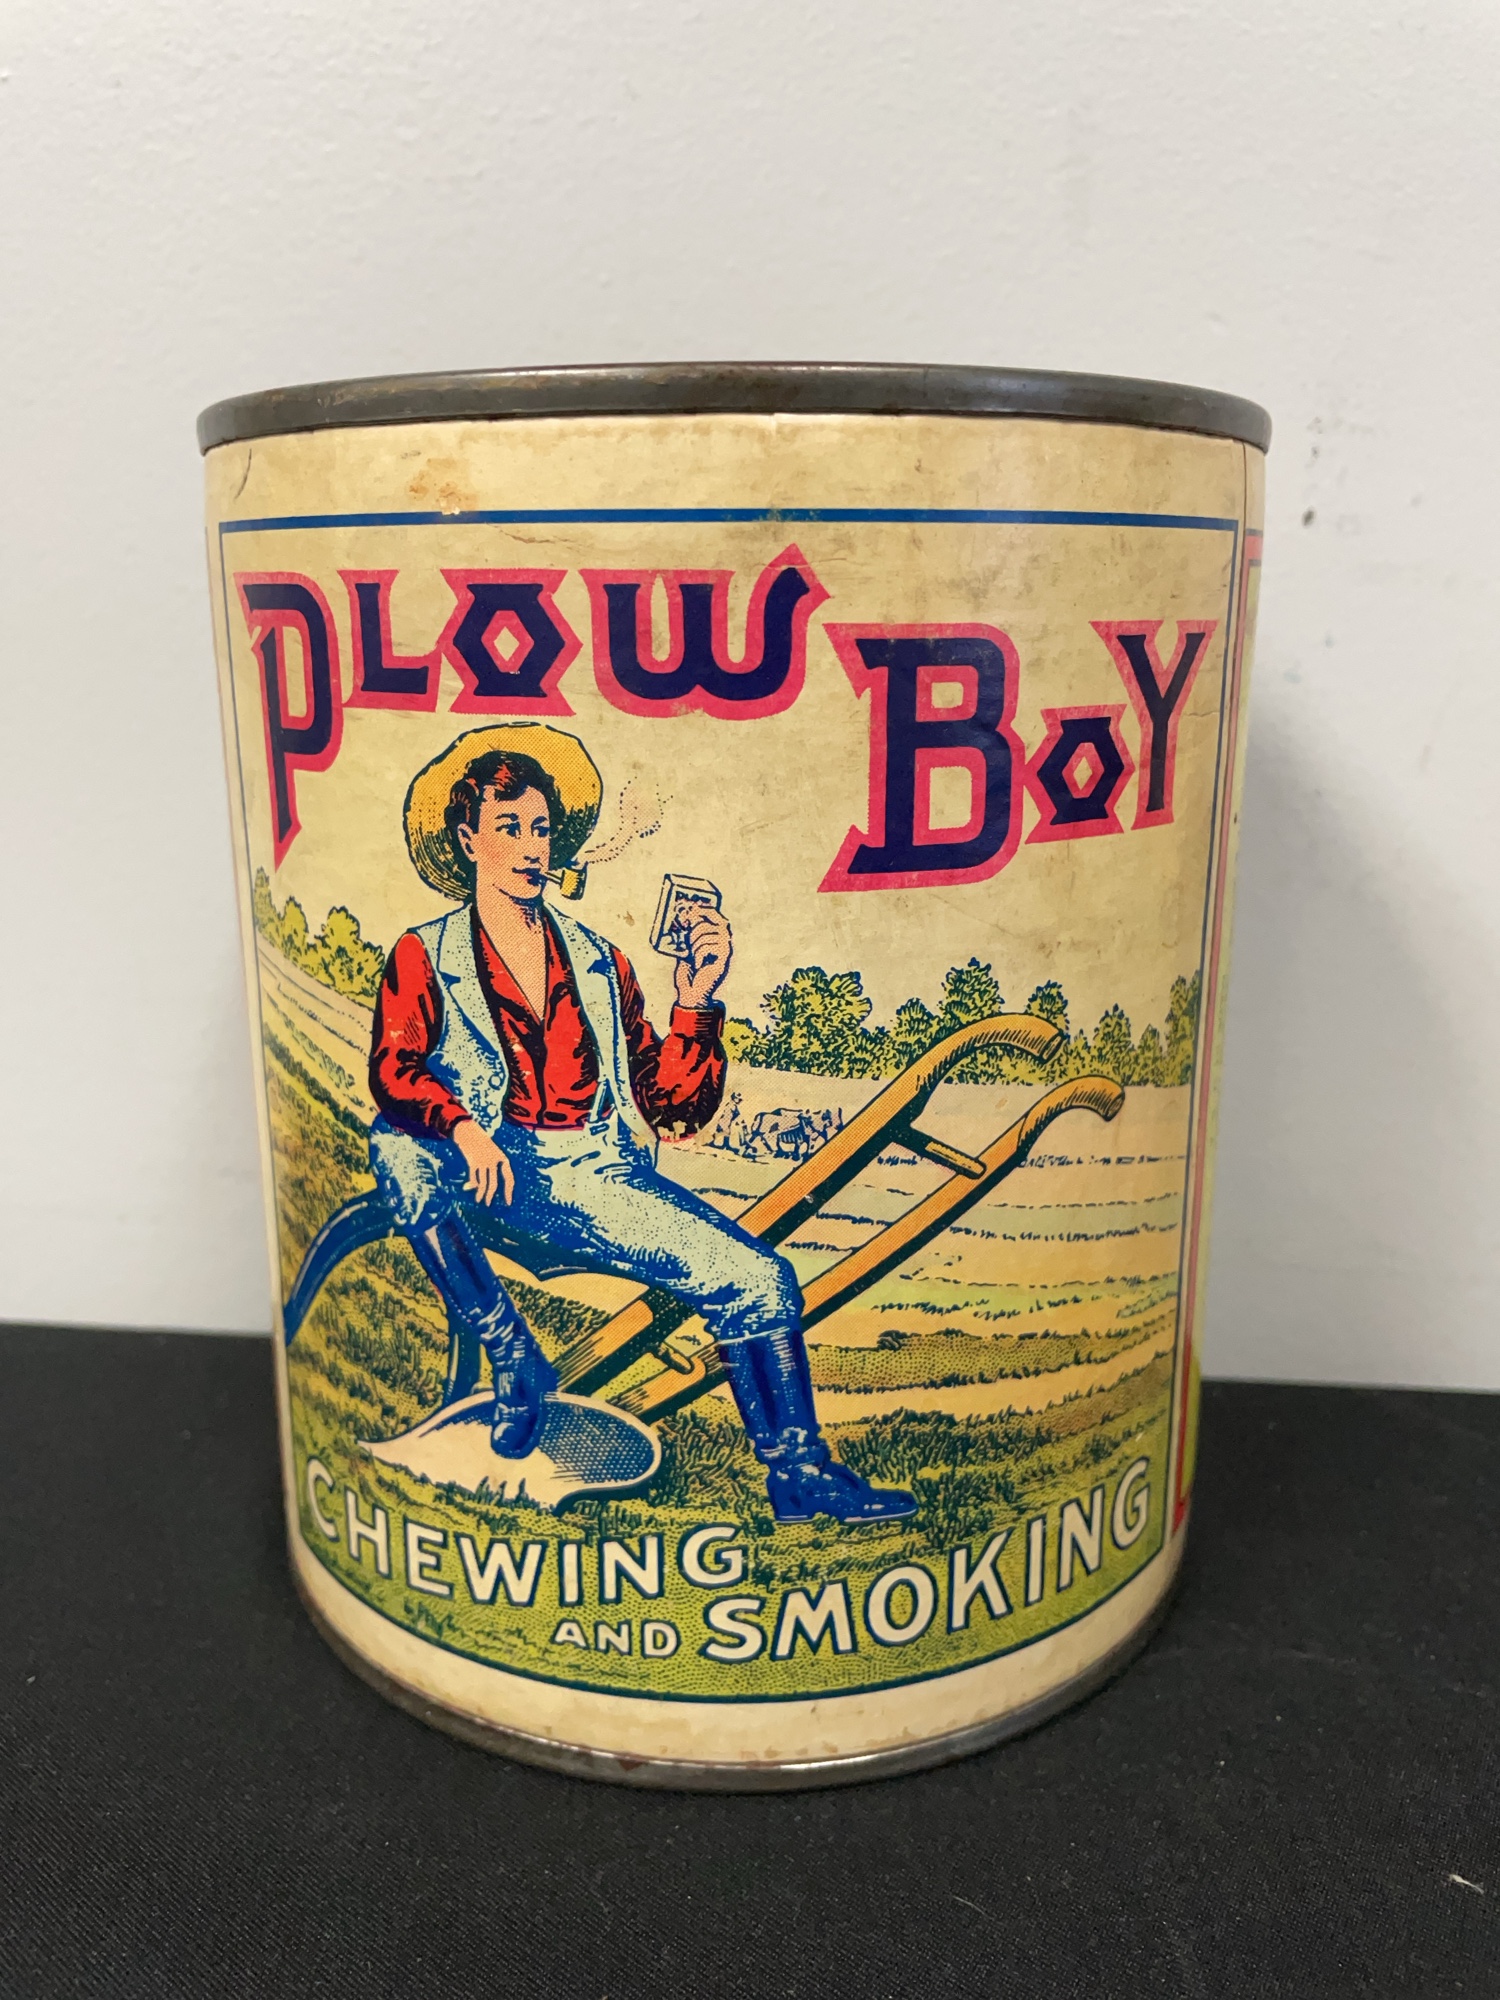 PLOW BOY
CHEWING
AND SMOKING